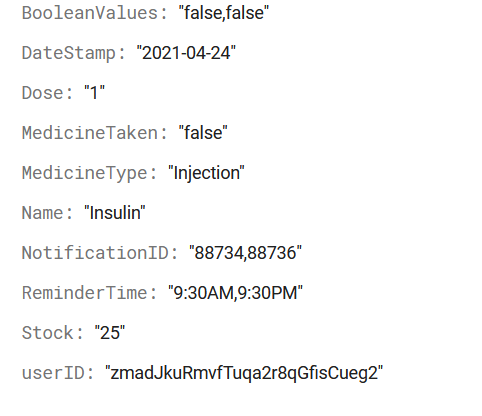 BooleanValues: "false,false"
DateStamp: "2021-04-24"
Dose: "1"
MedicineTaken: "false"
MedicineType: "Injection"
Name: "Insulin"
NotificationID: "88734,88736"
ReminderTime: "9:30AM,9:30PM"
Stock: "25"
userID: "zmadJkuRmvfTuqa2r8qGfisCueg2"